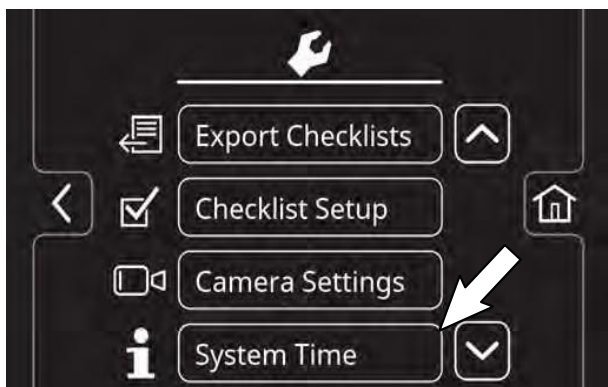 Export Checklists
Checklist Setup
Camera Settings
System Time